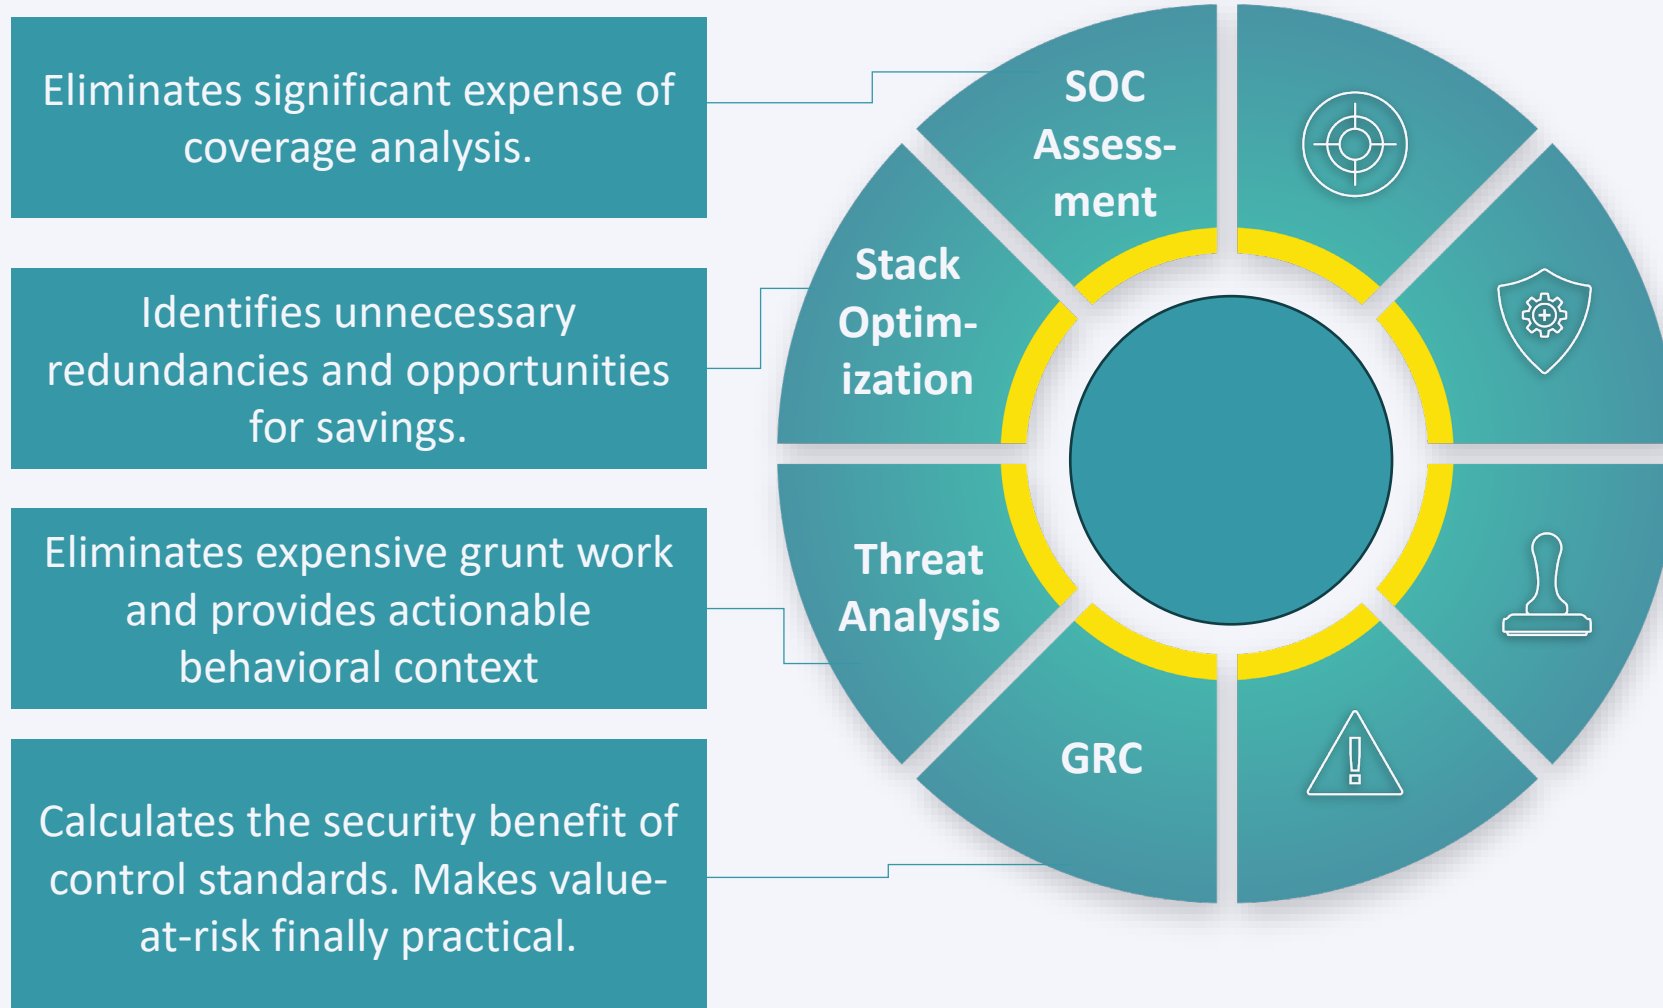 Eliminates significant expense of
coverage analysis.
Identifies unnecessary
redundancies and opportunities
for savings.
Eliminates expensive grunt work
and provides actionable
behavioral context
Calculates the security benefit of
control standards. Makes value-
at-risk finally practical.
SOC
Assess-
ment
Stack
Optim-
ization
Threat
Analysis
GRC